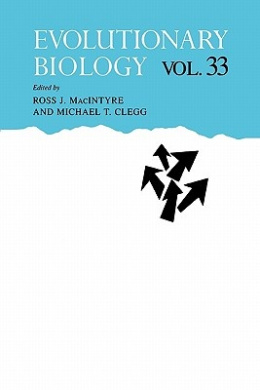 EVOLUTIONARY
BIOLOGY VOL. 33
Edited by
ROSS J. MacINTYRE
AND MICHAEL T. CLEGG